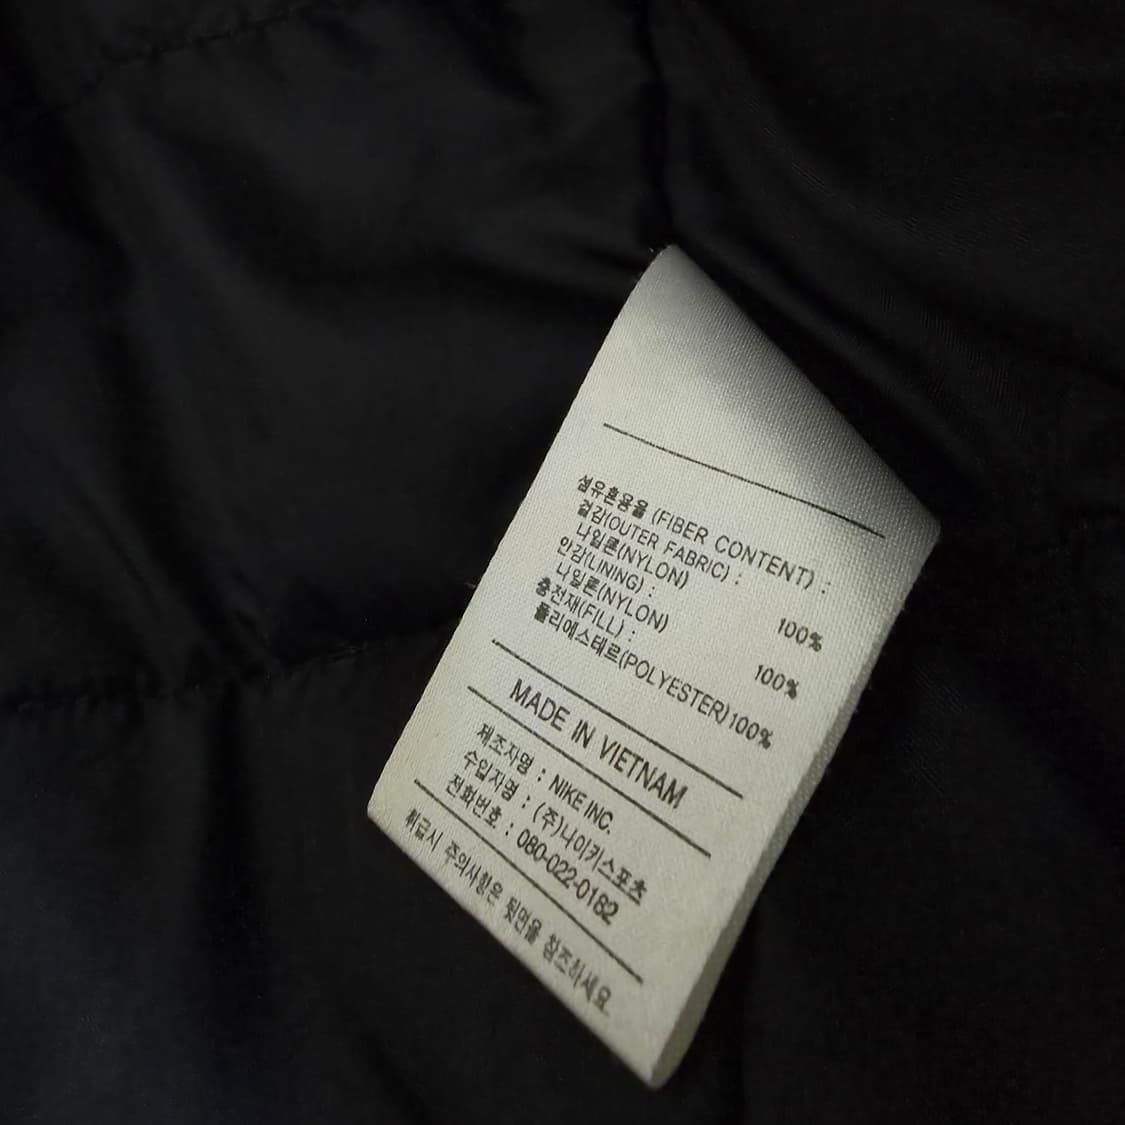 섬유혼용율 (FIBER CONTENT) :
겉감(OUTER FABRIC) :
나일론(NYLON) 100%
안감(LINING) :
나일론(NYLON) 100%
충전재(FILL) :
폴리에스테르(POLYESTER)100%
MADE IN VIETNAM
제조자명 : NIKE INC.
수입자명 : (주)나이키스포츠
전화번호 : 080-022-0182
취급시 주의사항은 뒷면을 참조하세요.